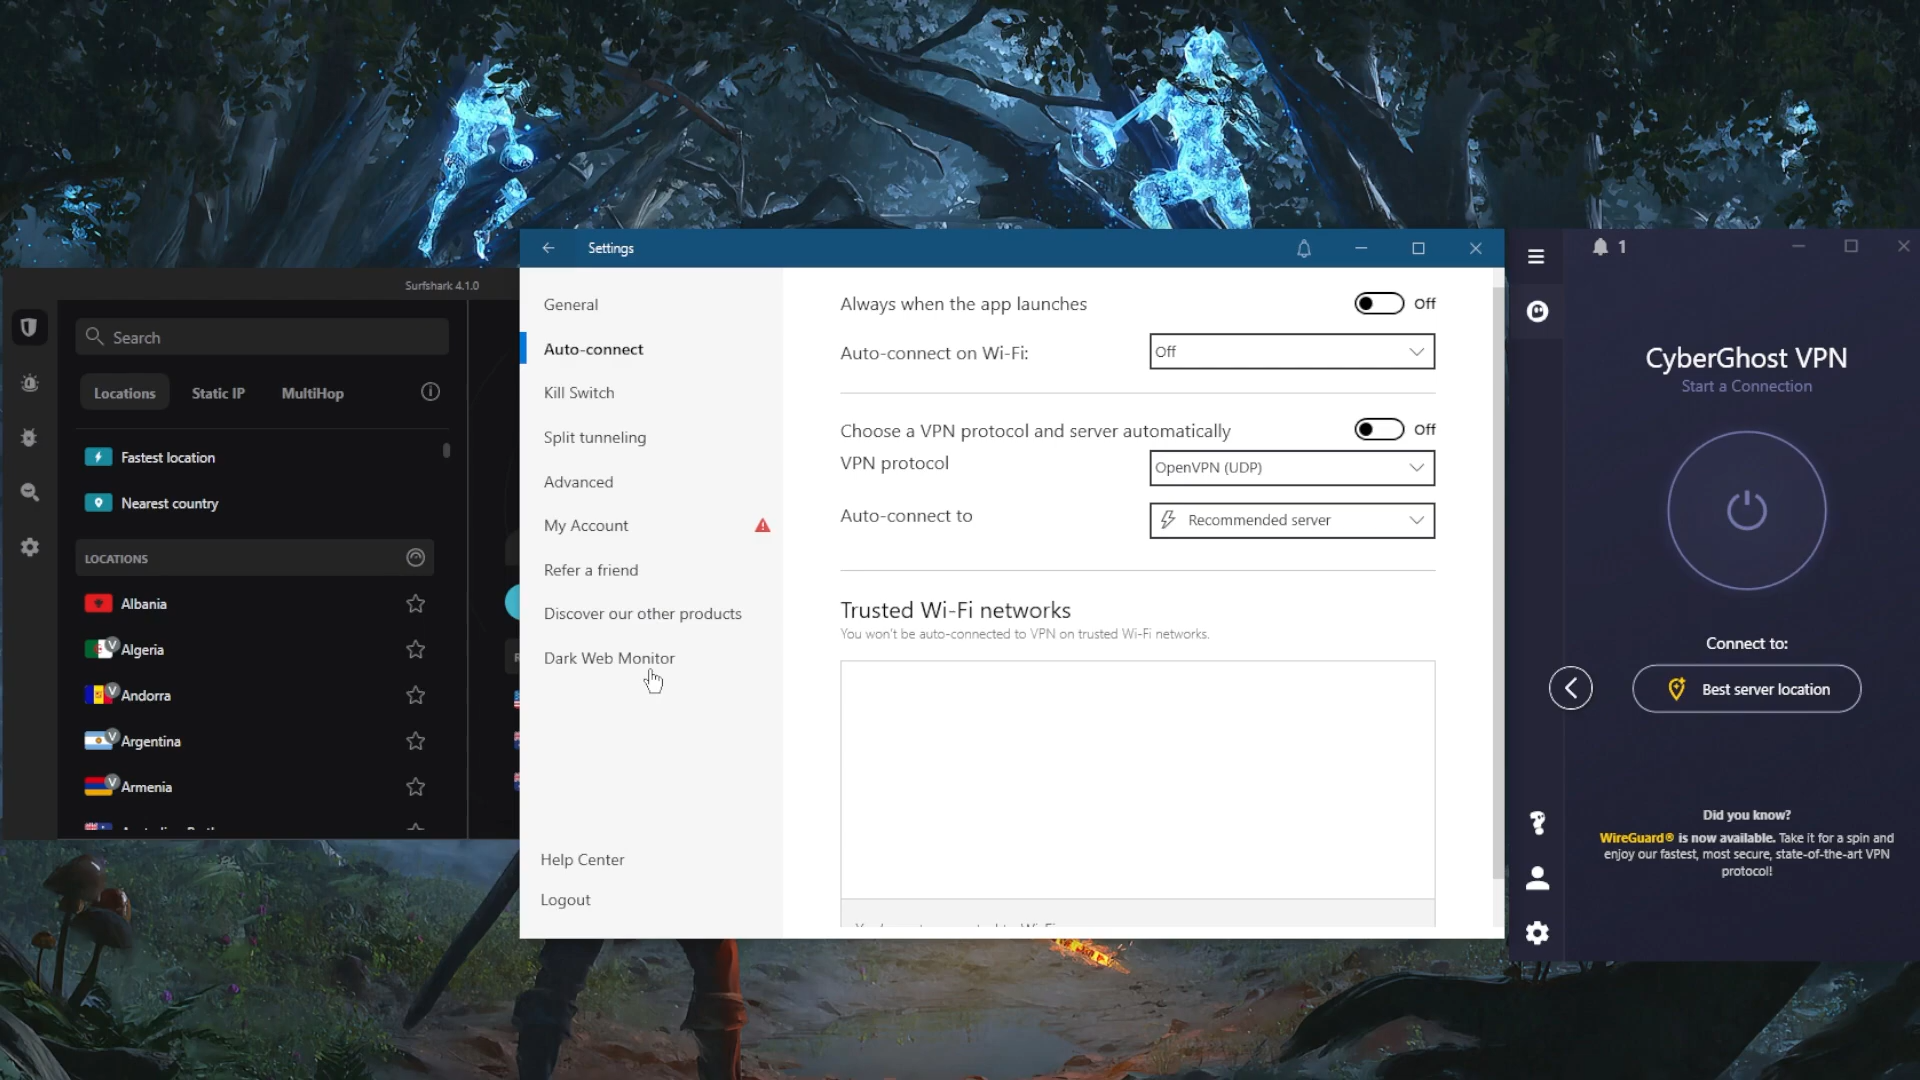 Surfshark 4.1.0
Search
Locations
Static IP
MultiHop
Fastest location
Nearest country
LOCATIONS
Albania
V
Algeria
V
Andorra
V
Argentina
V
Armenia
Settings
General
Auto-connect
Kill Switch
Split tunneling
Advanced
My Account
Refer a friend
Discover our other products
Dark Web Monitor
Help Center
Logout
Always when the app launches
Off
Auto-connect on Wi-Fi:
Off
Choose a VPN protocol and server automatically
Off
VPN protocol
OpenVPN (UDP)
Auto-connect to
Recommended server
Trusted Wi-Fi networks
You won't be auto-connected to VPN on trusted Wi-Fi networks.
1
CyberGhost VPN
Start a Connection
Connect to:
Best server location
Did you know?
WireGuard® is now available. Take it for a spin and
enjoy our fastest, most secure, state-of-the-art VPN
protocol!